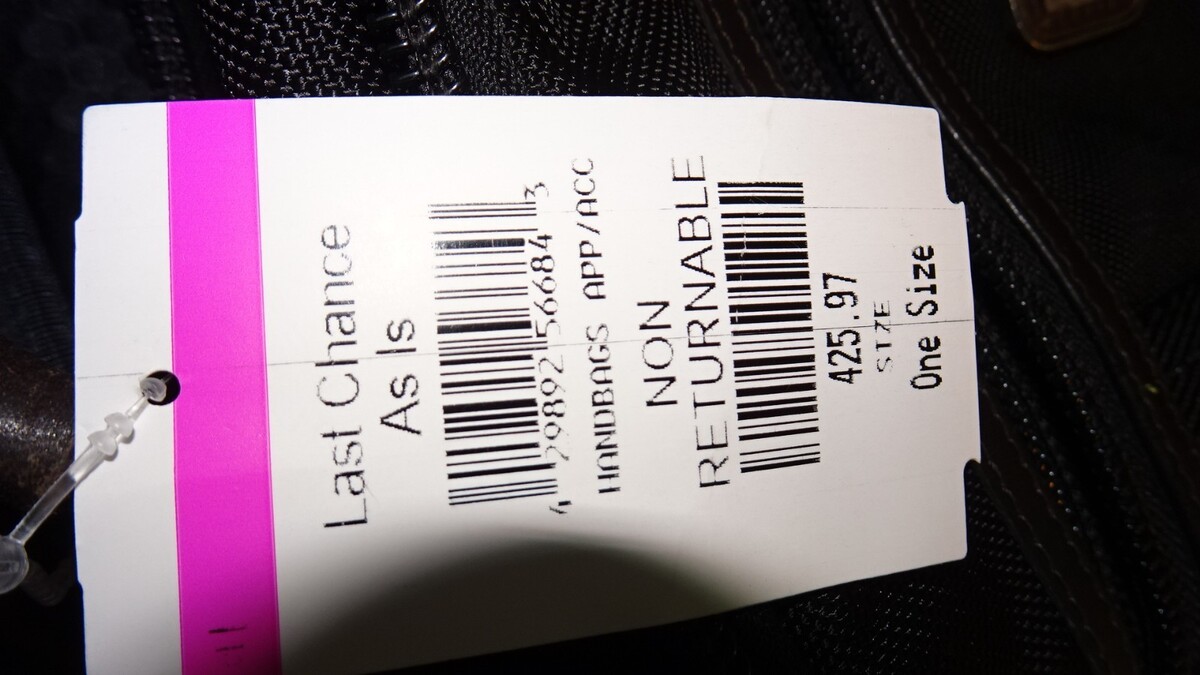 Last Chance
As Is
4 29892 56684 3
HANDBAGS APP/ACC
NON
RETURNABLE
425.97
SIZE
One Size